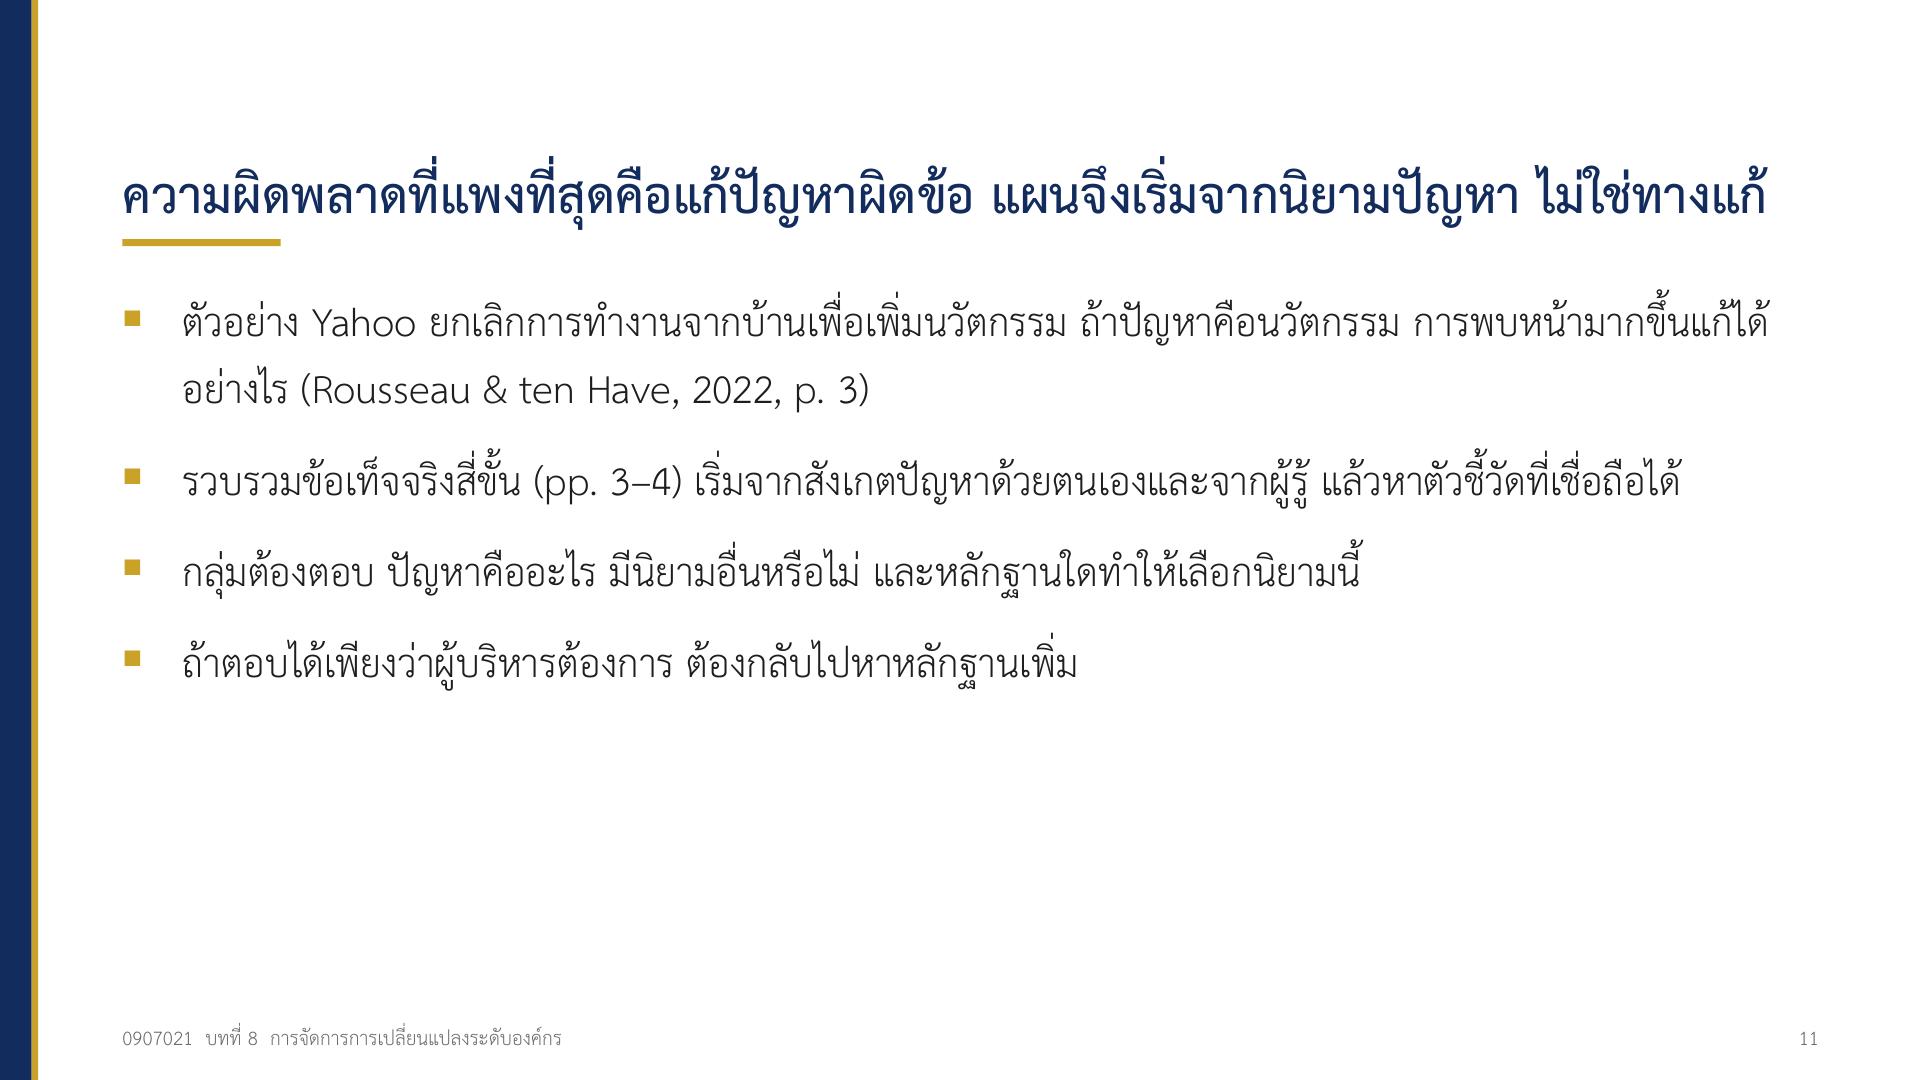 ความผิดพลาดที่แพงที่สุดคือแก้ปัญหาผิดข้อ แผนจึงเริ่มจากนิยามปัญหา ไม่ใช่ทางแก้
ตัวอย่าง Yahoo ยกเลิกการทำงานจากบ้านเพื่อเพิ่มนวัตกรรม ถ้าปัญหาคือนวัตกรรม การพบหน้ามากขึ้นแก้ได้
อย่างไร (Rousseau & ten Have, 2022, p. 3)
รวบรวมข้อเท็จจริงสี่ขั้น (pp. 3–4) เริ่มจากสังเกตปัญหาด้วยตนเองและจากผู้รู้ แล้วหาตัวชี้วัดที่เชื่อถือได้
กลุ่มต้องตอบ ปัญหาคืออะไร มีนิยามอื่นหรือไม่ และหลักฐานใดทำให้เลือกนิยามนี้
ถ้าตอบได้เพียงว่าผู้บริหารต้องการ ต้องกลับไปหาหลักฐานเพิ่ม
0907021 บทที่ 8 การจัดการการเปลี่ยนแปลงระดับองค์กร
11